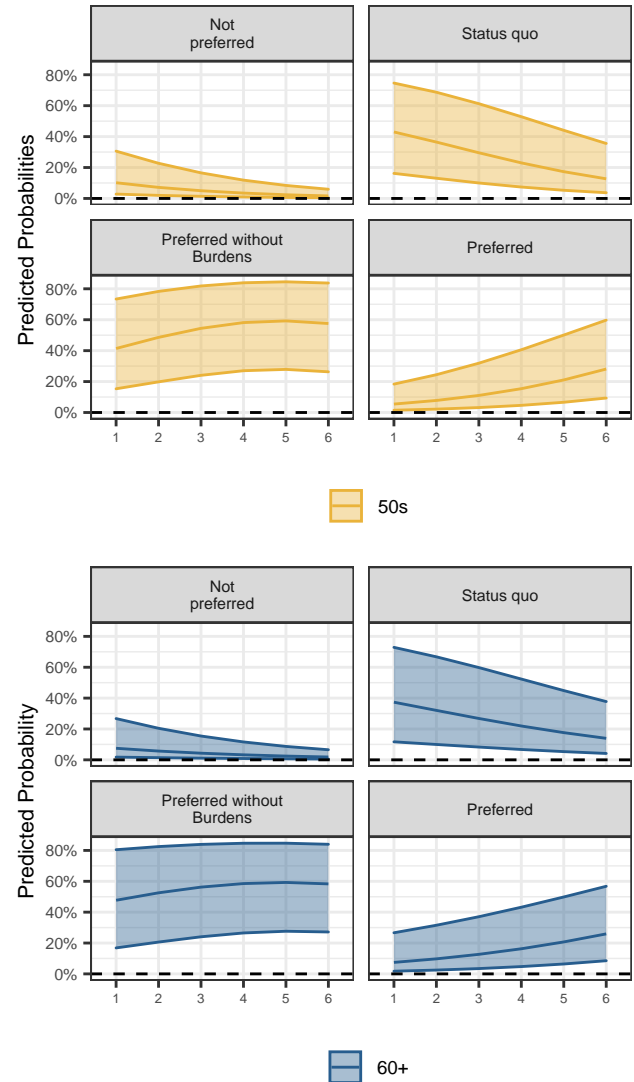 Not
preferred
Status quo
80%
60%
40%
20%
0%
Predicted Probabilities
Preferred without
Burdens
Preferred
80%
60%
40%
20%
0%
1 2 3 4 5 6
1 2 3 4 5 6
50s
Not
preferred
Status quo
80%
60%
40%
20%
0%
Predicted Probability
Preferred without
Burdens
Preferred
80%
60%
40%
20%
0%
1 2 3 4 5 6
1 2 3 4 5 6
60+